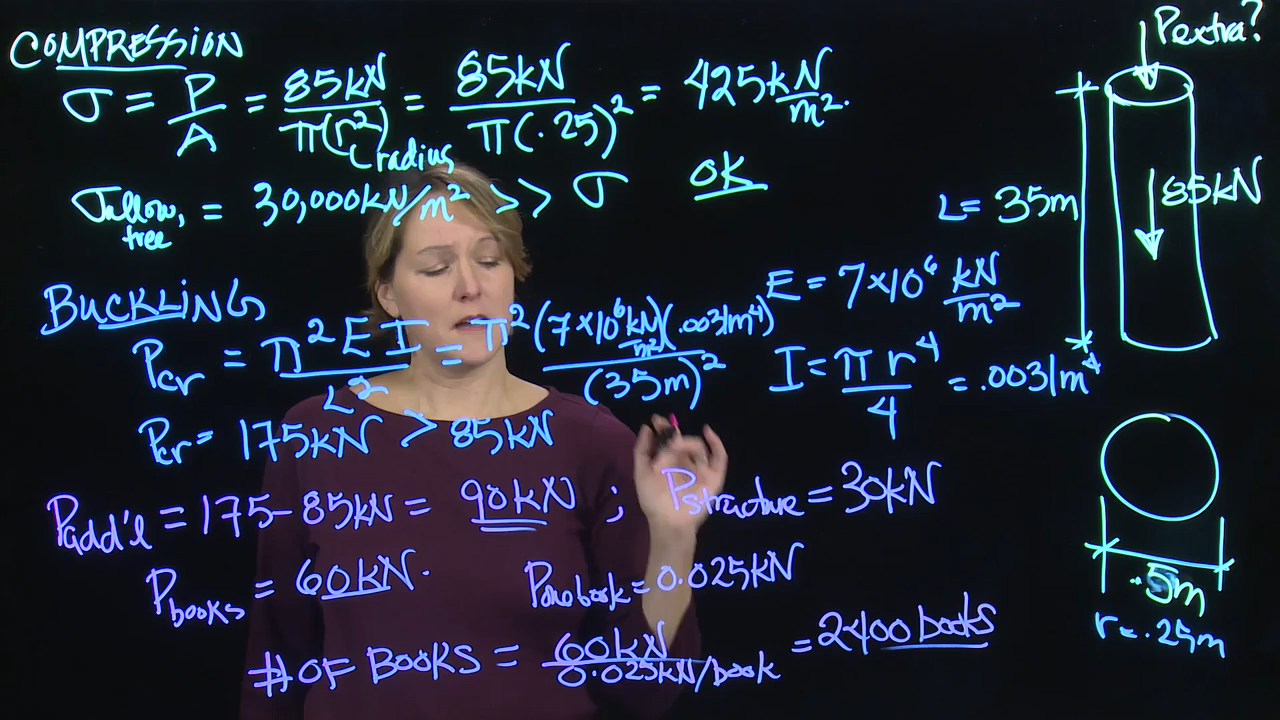 COMPRESSION
σ = P/A = 85kN/π(r²) = 85kN/π(.25)² = 425kN/m².
radius
σallow, tree = 30,000kN/m² >> σ OK
BUCKLING
Pcr = π²EI/L² = π²(7×10⁶kN/m²)(.0031m⁴)/(35m)²
Pcr = 175kN > 85kN
Padd'l = 175-85kN = 90kN ; Pstructure = 30kN
Pbooks = 60kN. Pone book = 0.025kN
# OF BOOKS = 60kN/0.025kN/book = 2400 books
E = 7×10⁶ kN/m²
I = πr⁴/4 = .0031m⁴
Pextra?
L = 35m
85kN
.5m
r = .25m